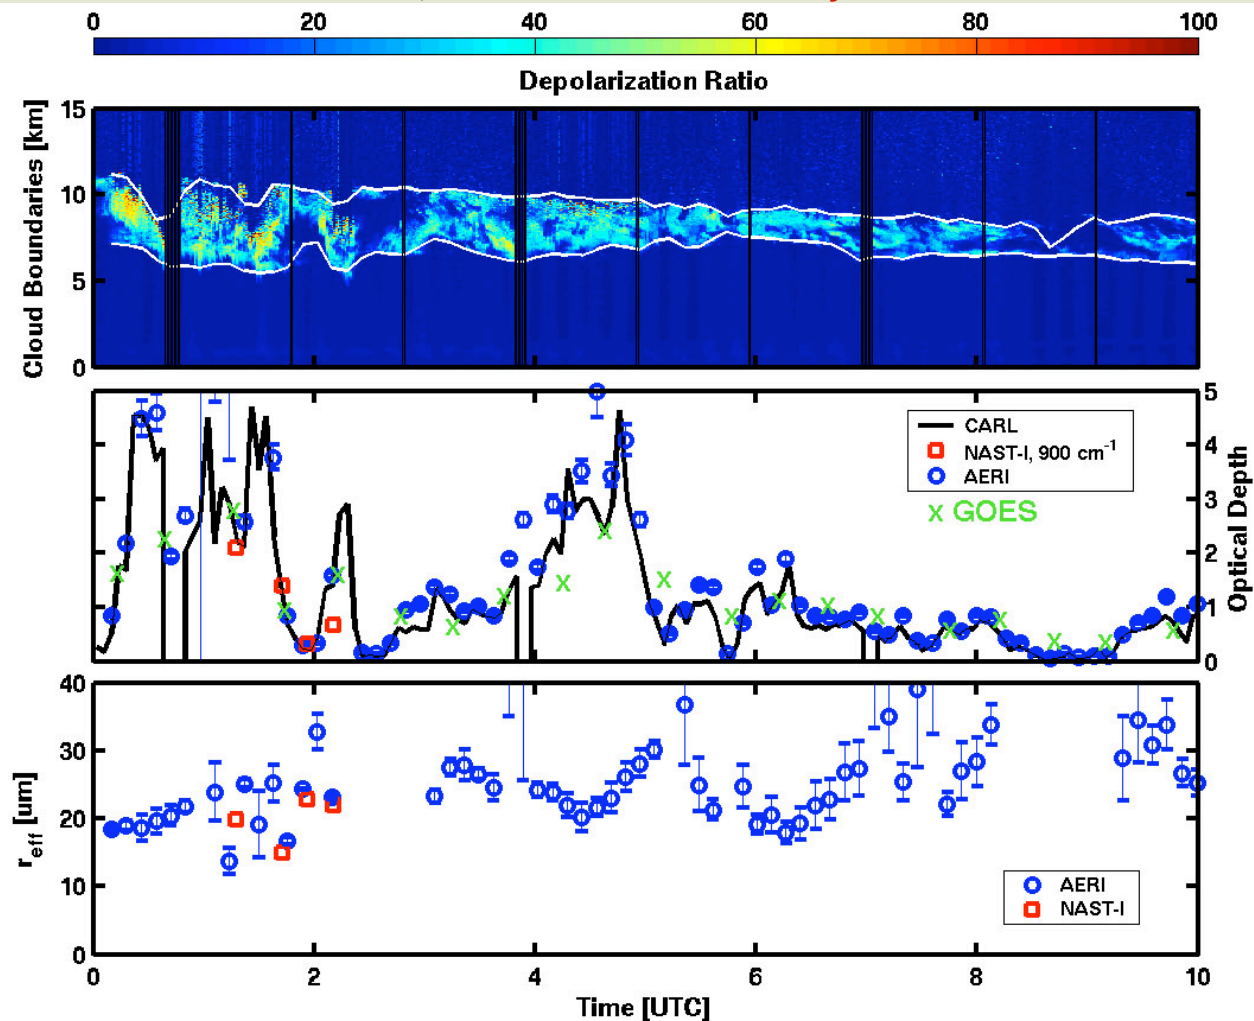 0 20 40 60 80 100
Depolarization Ratio
Cloud Boundaries [km]
15
10
5
0
CARL
NAST-I, 900 cm⁻¹
AERI
x GOES
Optical Depth
5
4
3
2
1
0
r_eff [um]
40
30
20
10
0
AERI
NAST-I
0 2 4 6 8 10
Time [UTC]